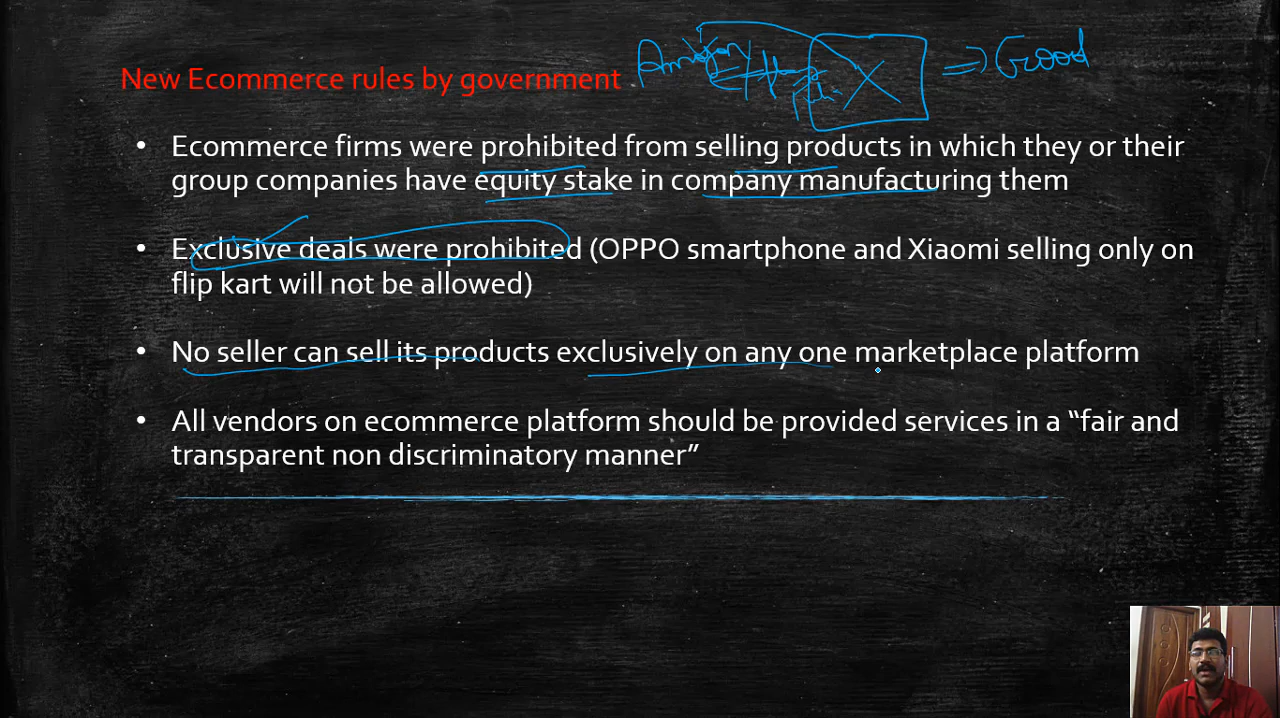 New Ecommerce rules by government
Amazon X => Good
• Ecommerce firms were prohibited from selling products in which they or their
group companies have equity stake in company manufacturing them
• Exclusive deals were prohibited (OPPO smartphone and Xiaomi selling only on
flip kart will not be allowed)
• No seller can sell its products exclusively on any one marketplace platform
• All vendors on ecommerce platform should be provided services in a “fair and
transparent non discriminatory manner”